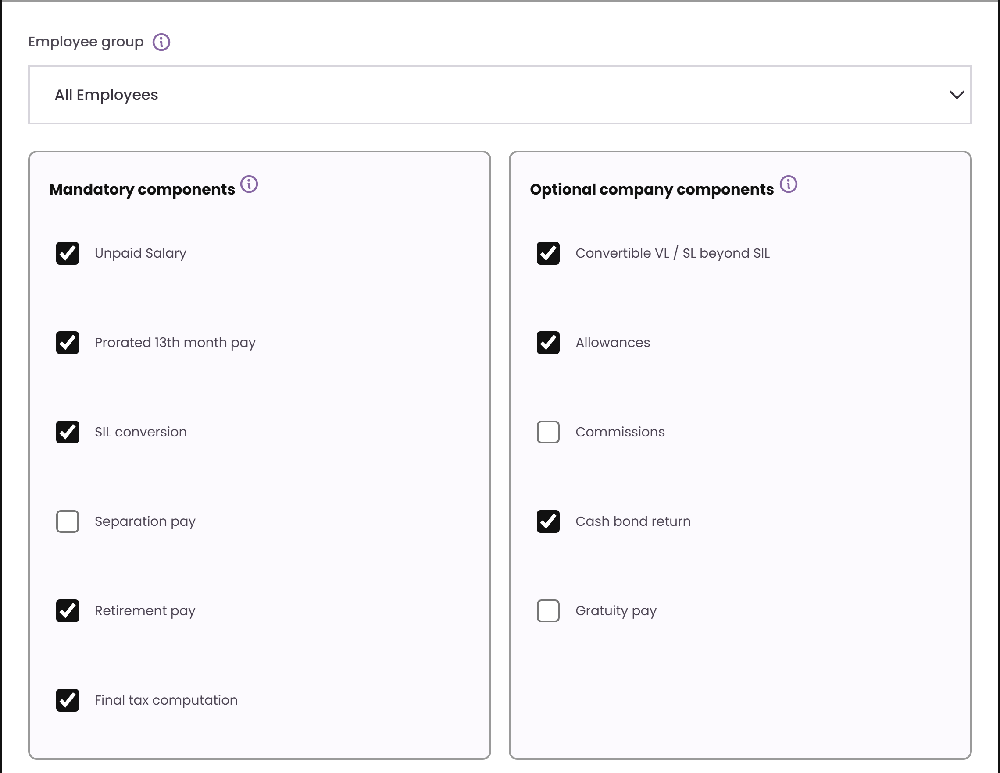 Employee group
All Employees
Mandatory components
Unpaid Salary
Prorated 13th month pay
SIL conversion
Separation pay
Retirement pay
Final tax computation
Optional company components
Convertible VL / SL beyond SIL
Allowances
Commissions
Cash bond return
Gratuity pay